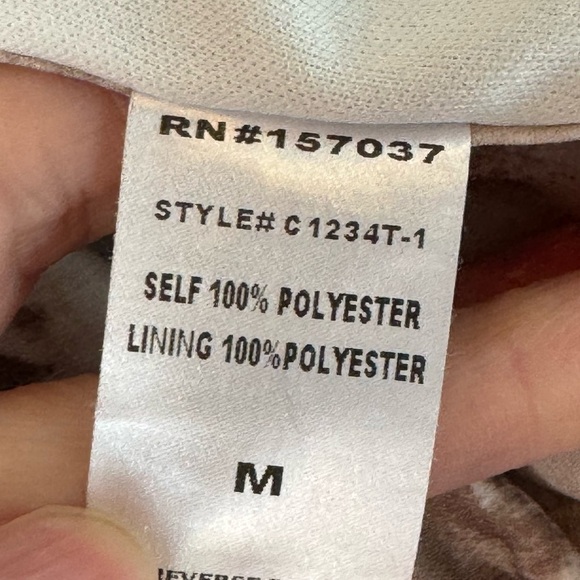 RN#157037
STYLE# C1234T-1
SELF 100% POLYESTER
LINING 100%POLYESTER
M